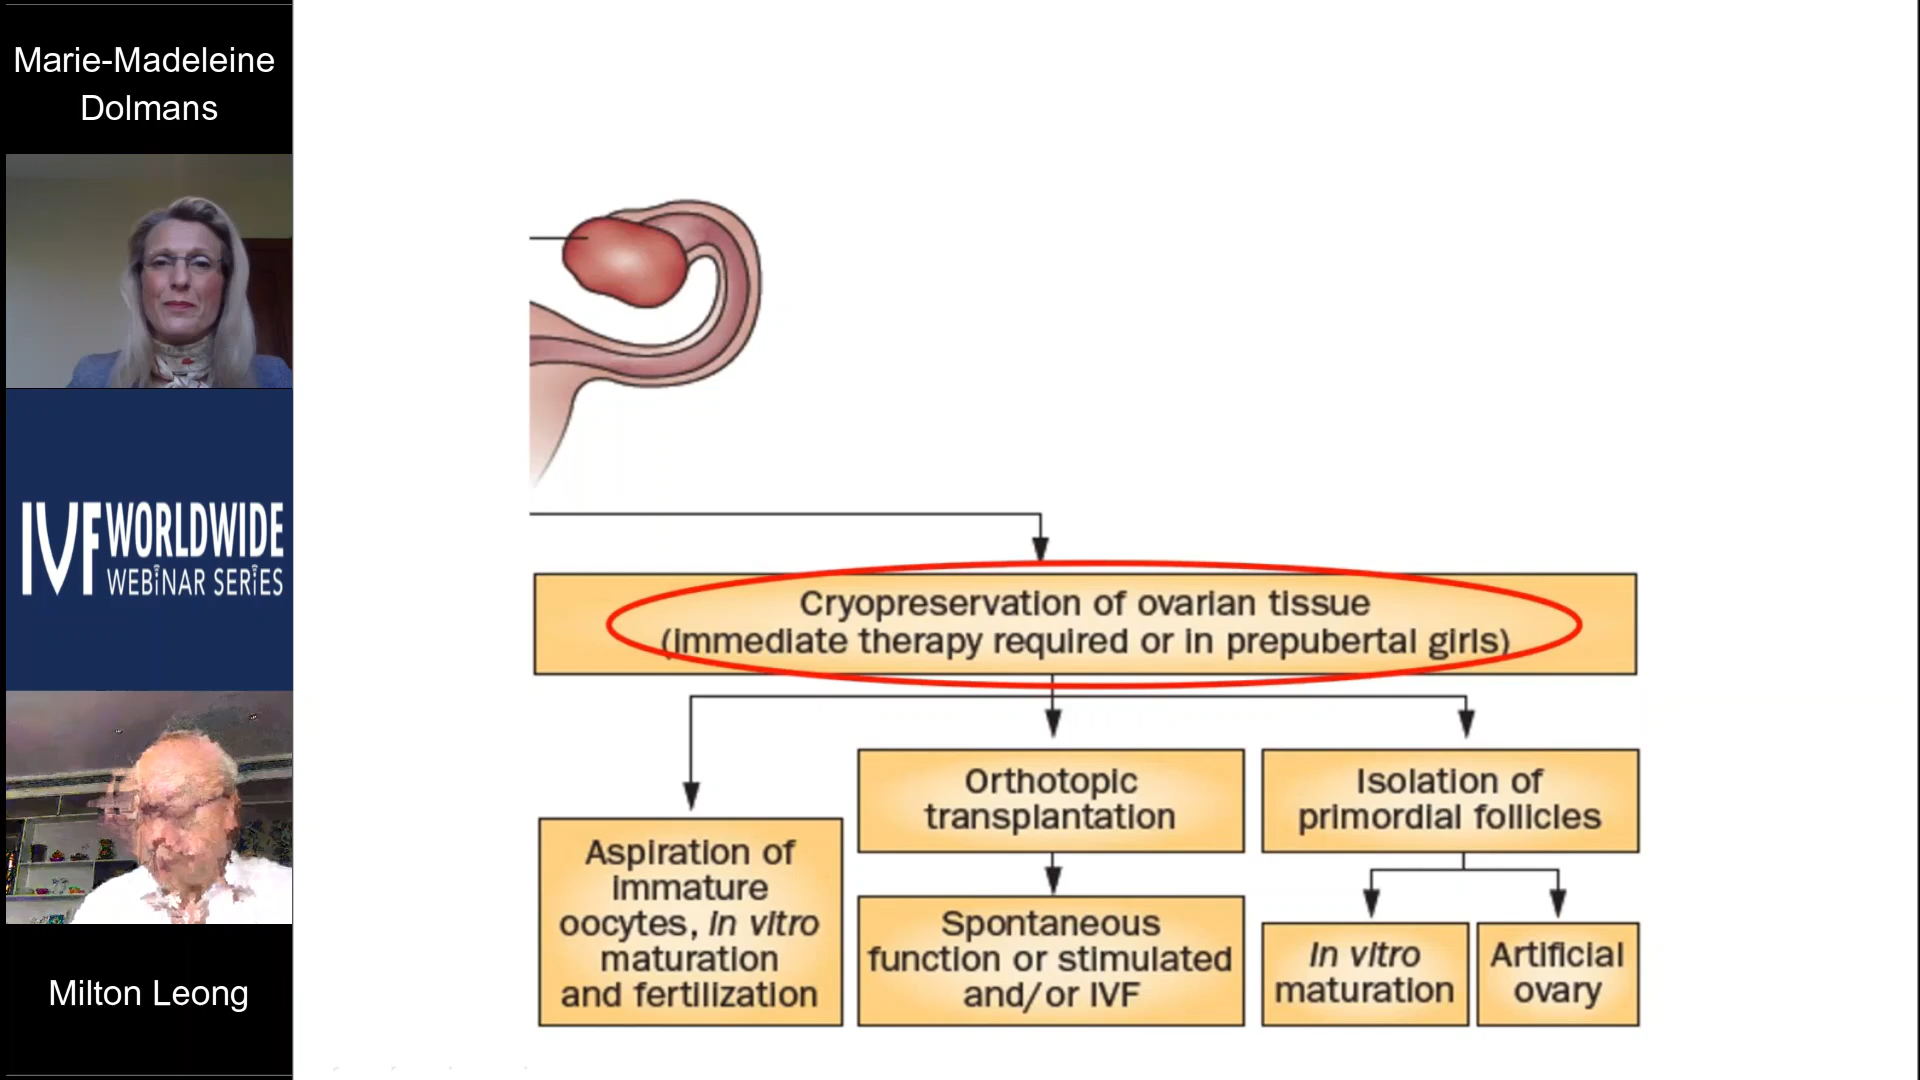 Marie-Madeleine
Dolmans
IVF WORLDWIDE
WEBINAR SERIES
Milton Leong
Cryopreservation of ovarian tissue
(immediate therapy required or in prepubertal girls)
Aspiration of
immature
oocytes, in vitro
maturation
and fertilization
Orthotopic
transplantation
Spontaneous
function or stimulated
and/or IVF
Isolation of
primordial follicles
In vitro
maturation
Artificial
ovary